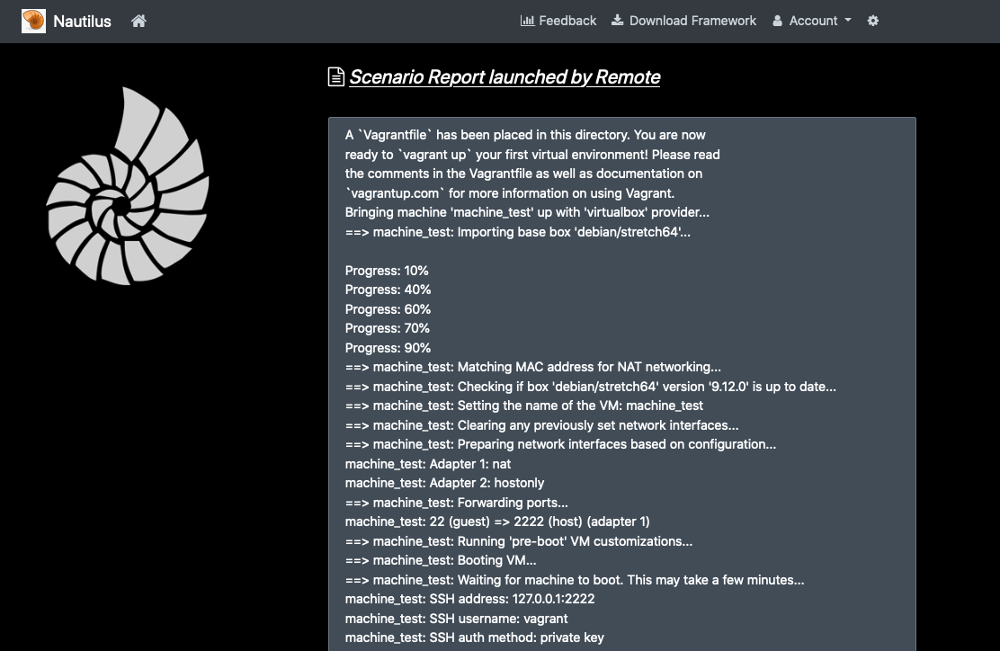 Nautilus
Feedback
Download Framework
Account
Scenario Report launched by Remote
A `Vagrantfile` has been placed in this directory. You are now
ready to `vagrant up` your first virtual environment! Please read
the comments in the Vagrantfile as well as documentation on
`vagrantup.com` for more information on using Vagrant.
Bringing machine 'machine_test' up with 'virtualbox' provider...
==> machine_test: Importing base box 'debian/stretch64'...
Progress: 10%
Progress: 40%
Progress: 60%
Progress: 70%
Progress: 90%
==> machine_test: Matching MAC address for NAT networking...
==> machine_test: Checking if box 'debian/stretch64' version '9.12.0' is up to date...
==> machine_test: Setting the name of the VM: machine_test
==> machine_test: Clearing any previously set network interfaces...
==> machine_test: Preparing network interfaces based on configuration...
machine_test: Adapter 1: nat
machine_test: Adapter 2: hostonly
==> machine_test: Forwarding ports...
machine_test: 22 (guest) => 2222 (host) (adapter 1)
==> machine_test: Running 'pre-boot' VM customizations...
==> machine_test: Booting VM...
==> machine_test: Waiting for machine to boot. This may take a few minutes...
machine_test: SSH address: 127.0.0.1:2222
machine_test: SSH username: vagrant
machine_test: SSH auth method: private key